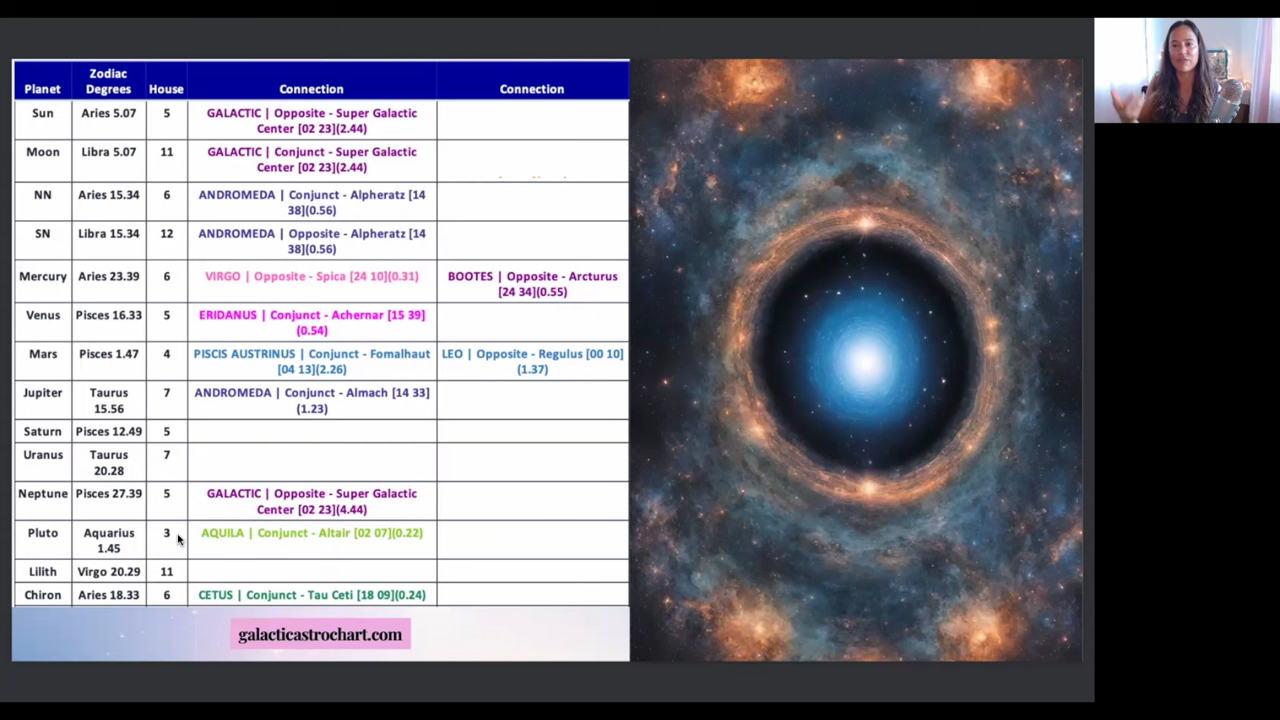 Planet Zodiac Degrees House Connection Connection
Sun Aries 5.07 5 GALACTIC | Opposite - Super Galactic Center [02 23](2.44)
Moon Libra 5.07 11 GALACTIC | Conjunct - Super Galactic Center [02 23](2.44)
NN Aries 15.34 6 ANDROMEDA | Conjunct - Alpheratz [14 38](0.56)
SN Libra 15.34 12 ANDROMEDA | Opposite - Alpheratz [14 38](0.56)
Mercury Aries 23.39 6 VIRGO | Opposite - Spica [24 10](0.31) BOOTES | Opposite - Arcturus [24 34](0.55)
Venus Pisces 16.33 5 ERIDANUS | Conjunct - Achernar [15 39](0.54)
Mars Pisces 1.47 4 PISCIS AUSTRINUS | Conjunct - Fomalhaut [04 13](2.26) LEO | Opposite - Regulus [00 10](1.37)
Jupiter Taurus 15.56 7 ANDROMEDA | Conjunct - Almach [14 33](1.23)
Saturn Pisces 12.49 5
Uranus Taurus 20.28 7
Neptune Pisces 27.39 5 GALACTIC | Opposite - Super Galactic Center [02 23](4.44)
Pluto Aquarius 1.45 3 AQUILA | Conjunct - Altair [02 07](0.22)
Lilith Virgo 20.29 11
Chiron Aries 18.33 6 CETUS | Conjunct - Tau Ceti [18 09](0.24)
galacticastrochart.com